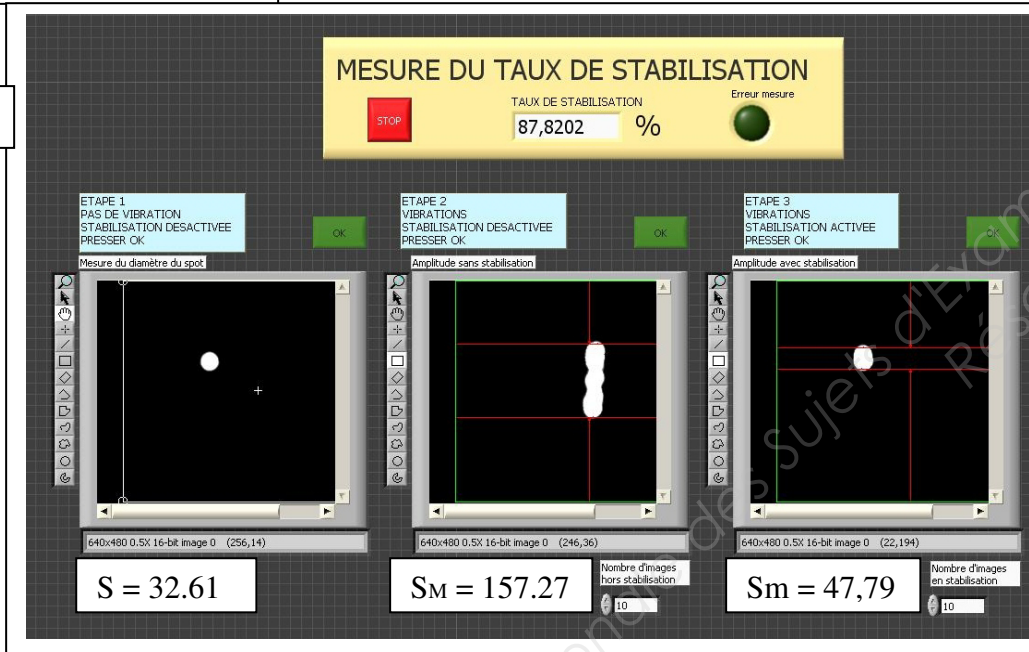 MESURE DU TAUX DE STABILISATION
Erreur mesure
TAUX DE STABILISATION
STOP
87,8202 %
ETAPE 1
PAS DE VIBRATION
STABILISATION DESACTIVEE
PRESSER OK
OK
ETAPE 2
VIBRATIONS
STABILISATION DESACTIVEE
PRESSER OK
OK
ETAPE 3
VIBRATIONS
STABILISATION ACTIVEE
PRESSER OK
OK
Mesure du diamètre du spot
Amplitude sans stabilisation
Amplitude avec stabilisation
640x480 0.5X 16-bit image 0 (256,14)
640x480 0.5X 16-bit image 0 (246,36)
640x480 0.5X 16-bit image 0 (22,194)
S = 32.61
SM = 157.27
Nombre d'images
hors stabilisation
10
Sm = 47,79
Nombre d'images
en stabilisation
10
des Sujets d'Exam